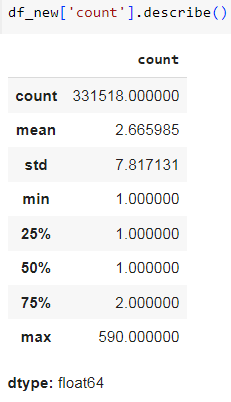 df_new['count'].describe()
count
count 331518.000000
mean 2.665985
std 7.817131
min 1.000000
25% 1.000000
50% 1.000000
75% 2.000000
max 590.000000
dtype: float64